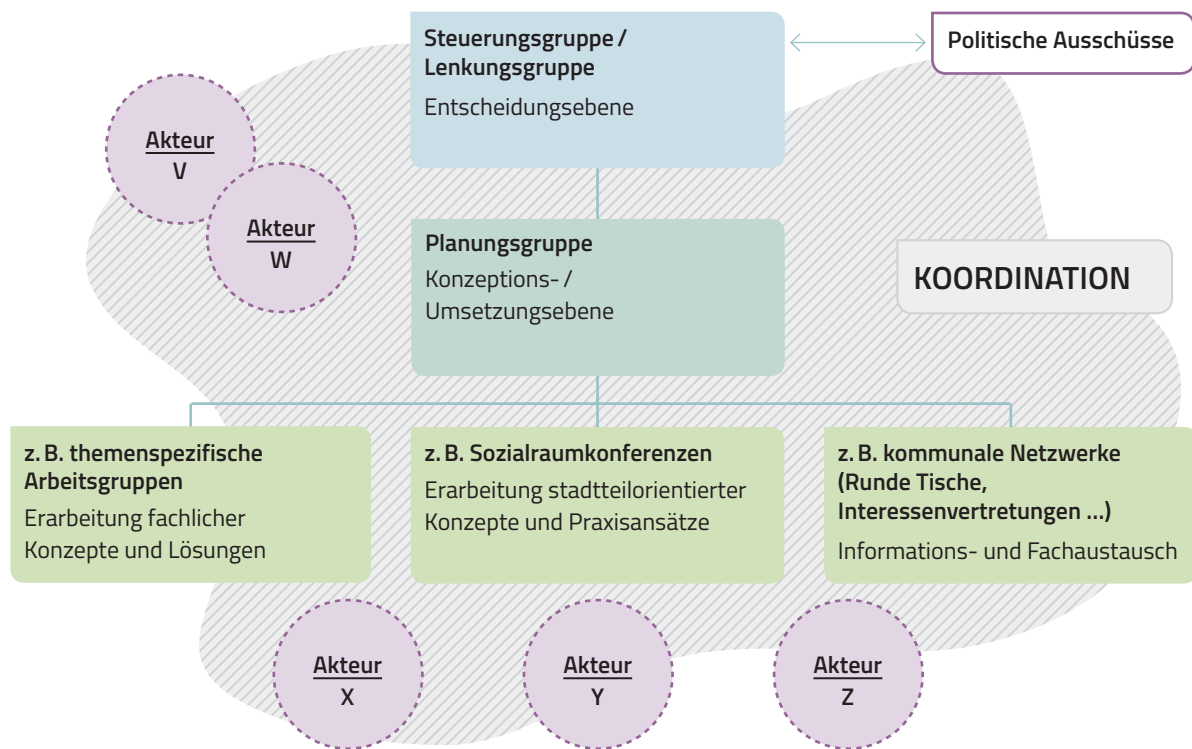 Steuerungsgruppe /
Lenkungsgruppe
Entscheidungsebene
Politische Ausschüsse
Akteur
V
Akteur
W
Planungsgruppe
Konzeptions- /
Umsetzungsebene
KOORDINATION
z. B. themenspezifische
Arbeitsgruppen
Erarbeitung fachlicher
Konzepte und Lösungen
z. B. Sozialraumkonferenzen
Erarbeitung stadtteilorientierter
Konzepte und Praxisansätze
z. B. kommunale Netzwerke
(Runde Tische,
Interessenvertretungen ...)
Informations- und Fachaustausch
Akteur
X
Akteur
Y
Akteur
Z